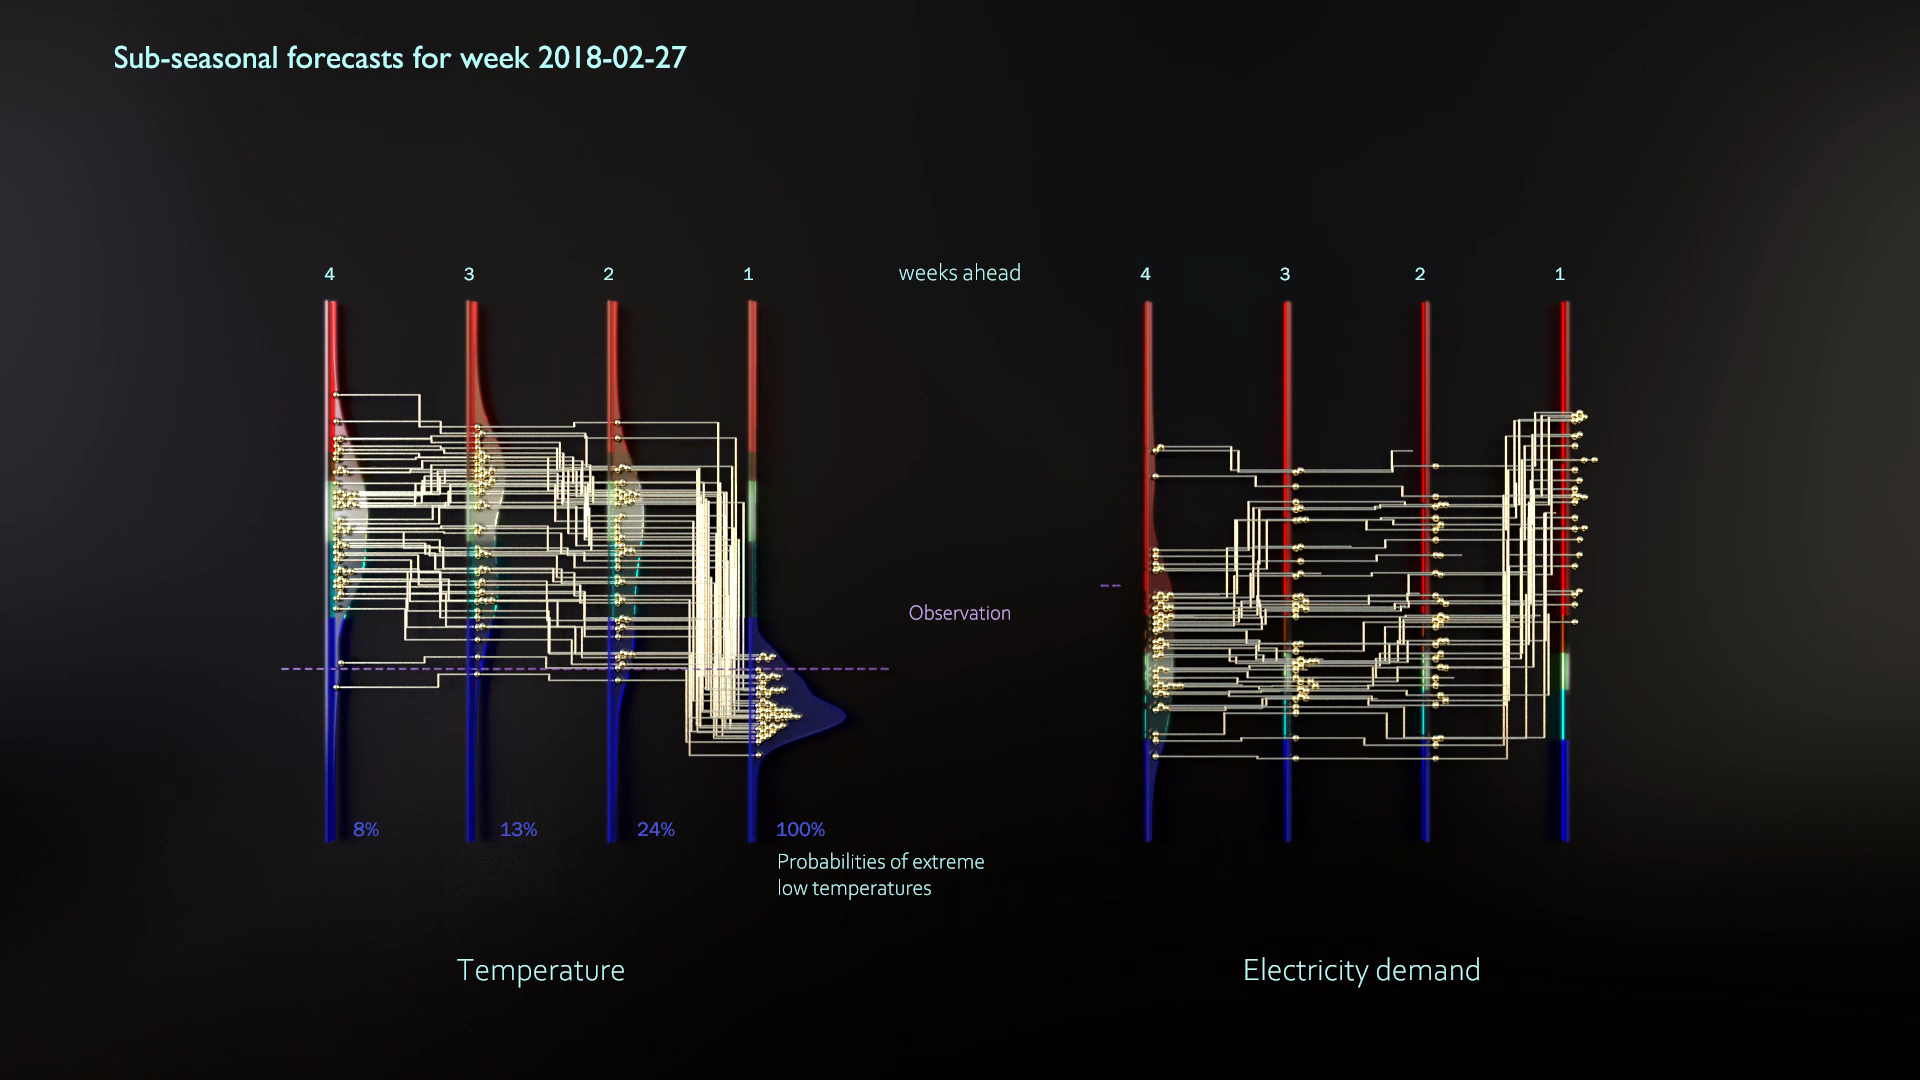 Sub-seasonal forecasts for week 2018-02-27
4 3 2 1 weeks ahead 4 3 2 1
Observation
8% 13% 24% 100%
Probabilities of extreme
low temperatures
Temperature Electricity demand